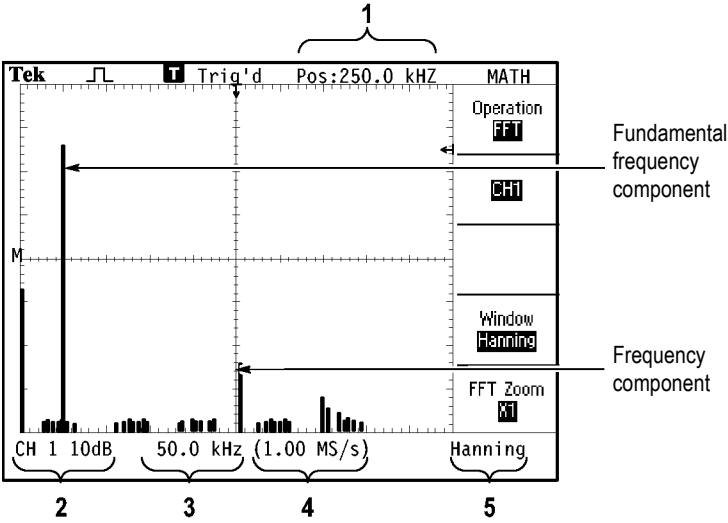 1
Tek T Trig'd Pos:250.0 kHZ MATH
Operation
FFT
CH1
Fundamental
frequency
component
M
Window
Hanning
Frequency
component
FFT Zoom
X1
CH 1 10dB 50.0 kHz (1.00 MS/s) Hanning
2 3 4 5